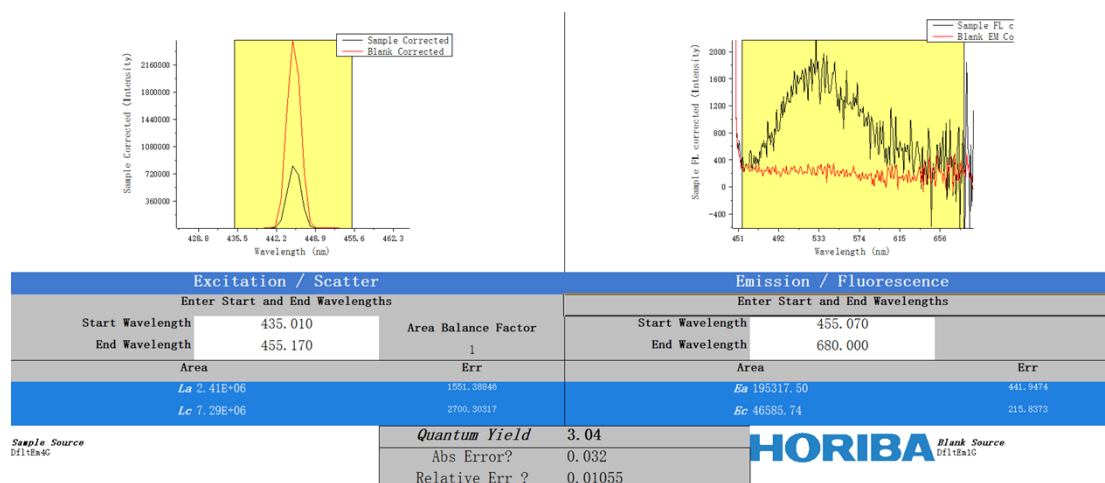 Sample Corrected
Blank Corrected
Sample Corrected (Intensity)
2160000
1800000
1440000
1080000
720000
360000
428.8 435.5 442.2 448.9 455.6 462.3
Wavelength (nm)
Sample FL c
Blank EM Co
Sample FL corrected (Intensity)
2000
1600
1200
800
400
0
-400
451 492 533 574 615 656
Wavelength (nm)
Excitation / Scatter
Enter Start and End Wavelengths
Start Wavelength 435.010
End Wavelength 455.170
Area Balance Factor
1
Area Err
La 2.41E+06 1551.38846
Lc 7.29E+06 2700.30317
Emission / Fluorescence
Enter Start and End Wavelengths
Start Wavelength 455.070
End Wavelength 680.000
Area Err
Ea 195317.50 441.9474
Ec 46585.74 215.8373
Sample Source
DfltEm4G
Quantum Yield 3.04
Abs Error? 0.032
Relative Err ? 0.01055
HORIBA
Blank Source
DfltEm1G